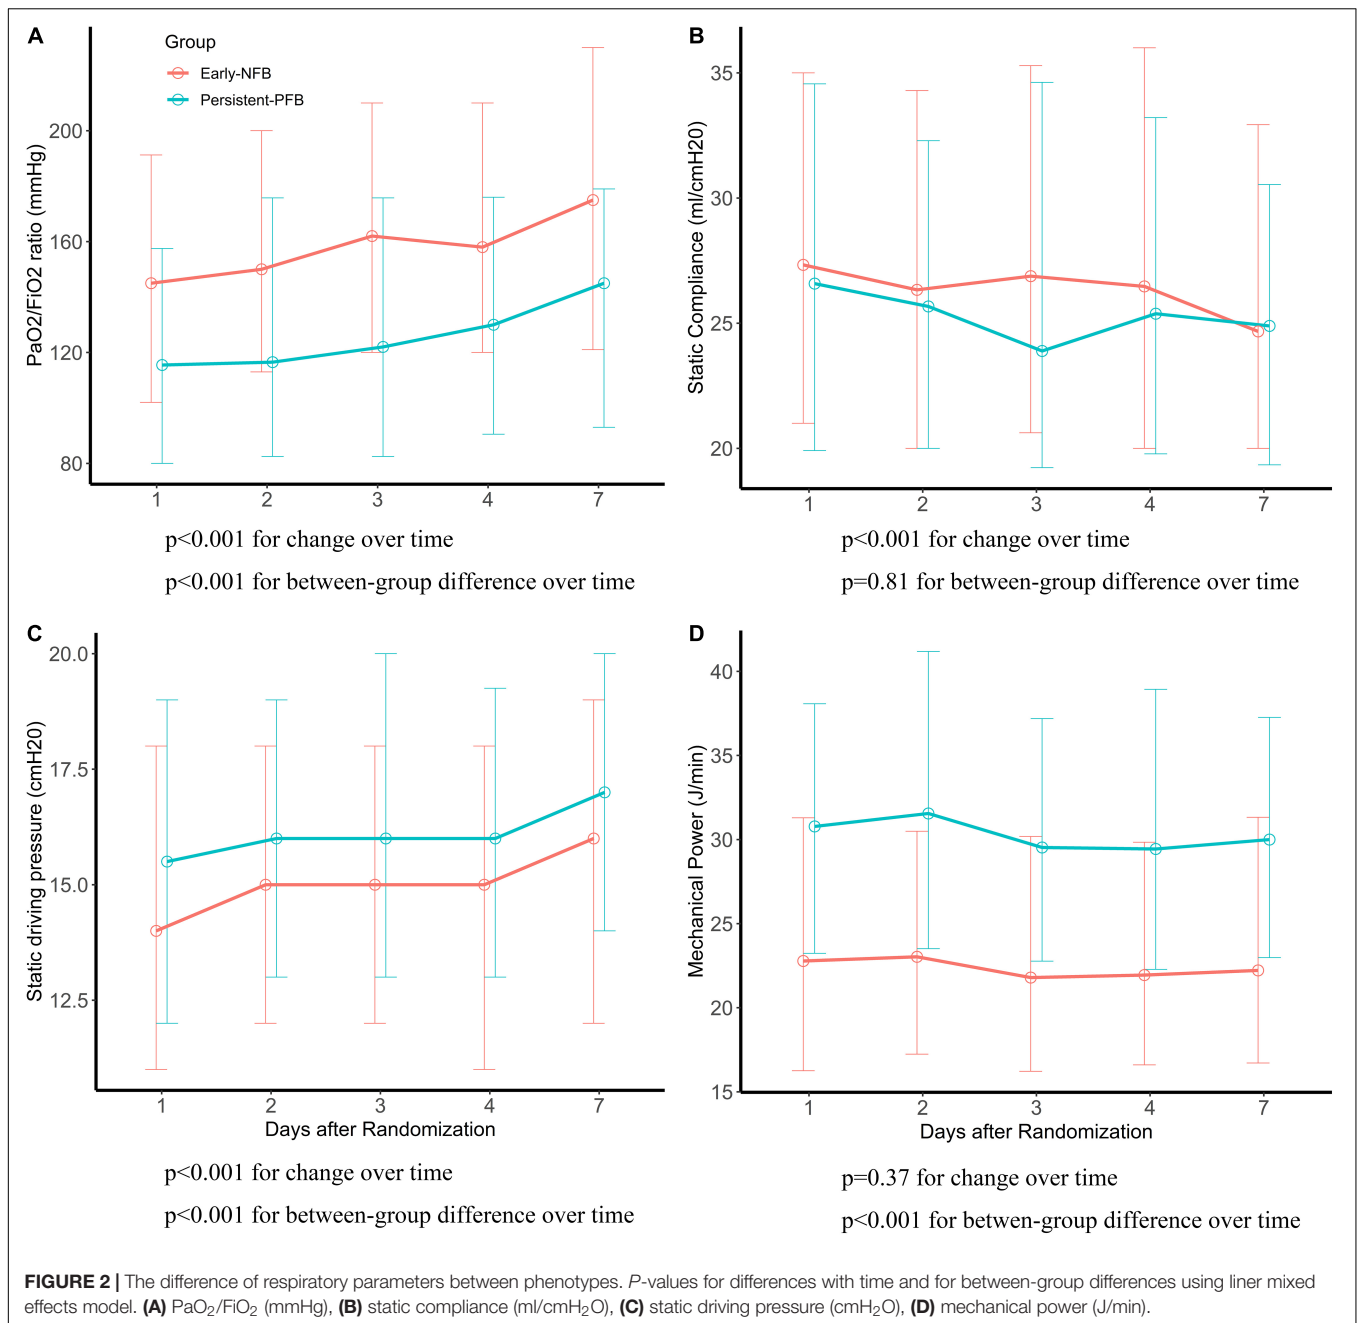 A
Group
Early-NFB
Persistent-PFB
PaO2/FiO2 ratio (mmHg)
200
160
120
80
1 2 3 4 7
p<0.001 for change over time
p<0.001 for between-group difference over time
B
Static Compliance (ml/cmH20)
35
30
25
20
1 2 3 4 7
p<0.001 for change over time
p=0.81 for between-group difference over time
C
Static driving pressure (cmH20)
20.0
17.5
15.0
12.5
1 2 3 4 7
Days after Randomization
p<0.001 for change over time
p<0.001 for between-group difference over time
D
Mechanical Power (J/min)
40
35
30
25
20
15
1 2 3 4 7
Days after Randomization
p=0.37 for change over time
p<0.001 for betwen-group difference over time
FIGURE 2 | The difference of respiratory parameters between phenotypes. P-values for differences with time and for between-group differences using liner mixed
effects model. (A) PaO₂/FiO₂ (mmHg), (B) static compliance (ml/cmH₂O), (C) static driving pressure (cmH₂O), (D) mechanical power (J/min).